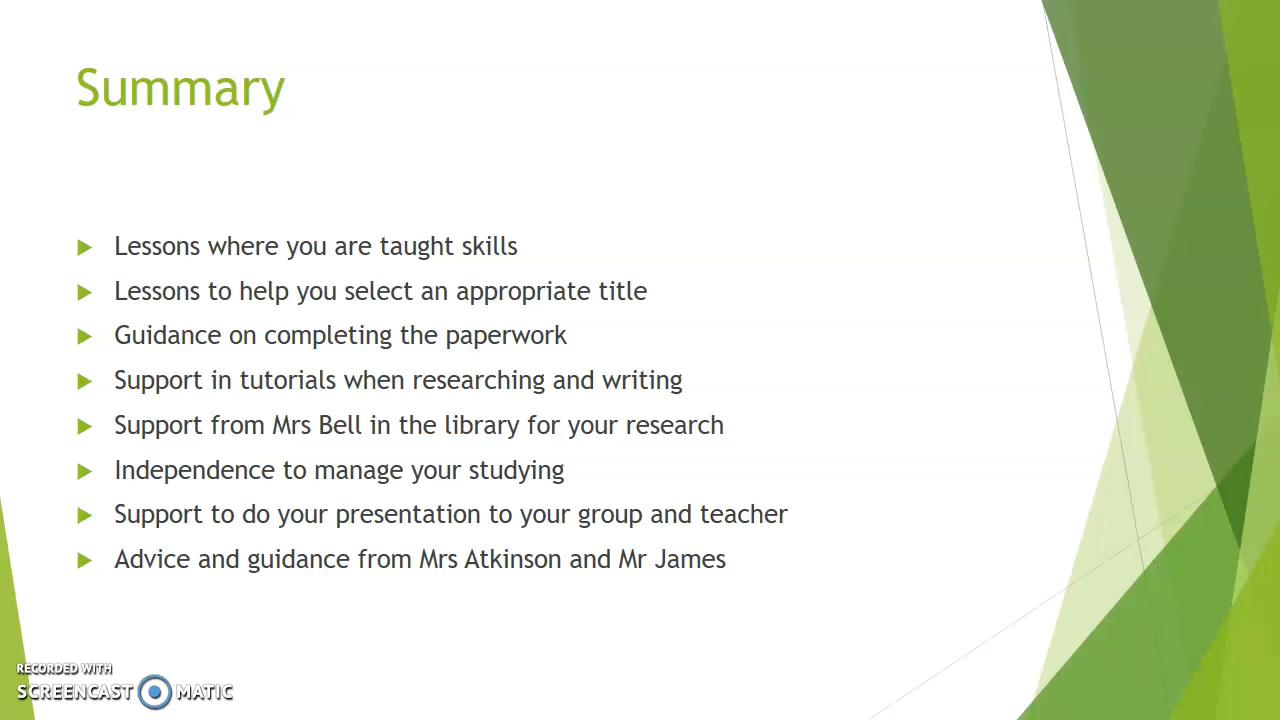 Summary
Lessons where you are taught skills
Lessons to help you select an appropriate title
Guidance on completing the paperwork
Support in tutorials when researching and writing
Support from Mrs Bell in the library for your research
Independence to manage your studying
Support to do your presentation to your group and teacher
Advice and guidance from Mrs Atkinson and Mr James
RECORDED WITH
SCREENCAST MATIC